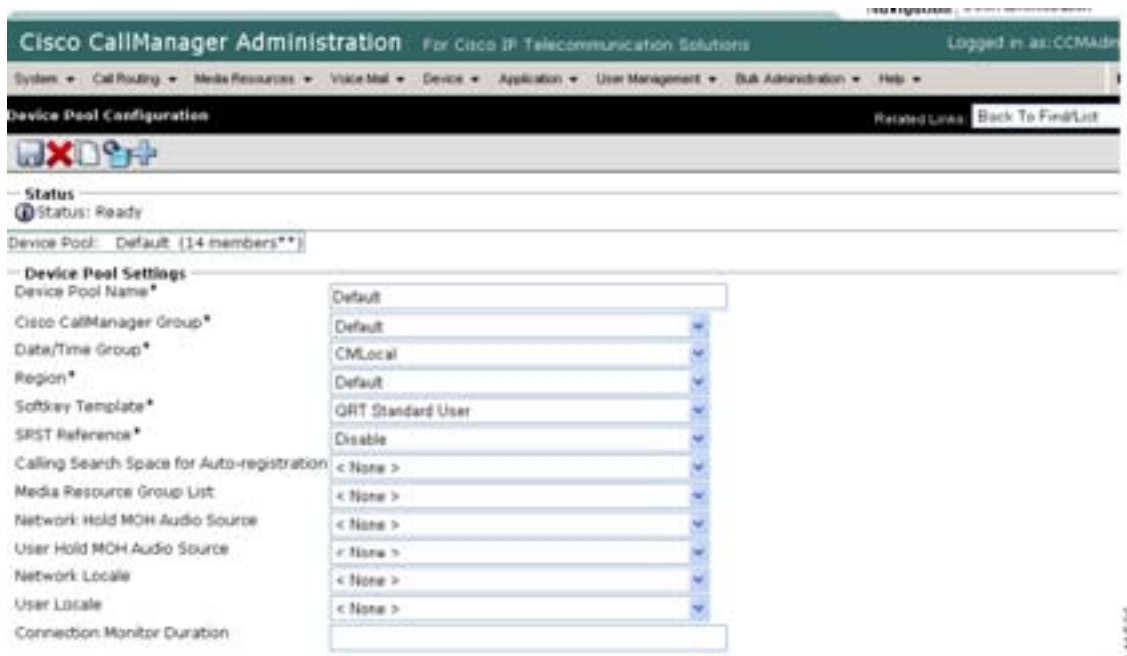 Cisco CallManager Administration For Cisco IP Telecommunication Solutions Logged in as: CCMAdm
System Call Routing Media Resources Voice Mail Device Application User Management Bulk Administration Help
Device Pool Configuration Related Links Back To Find/List
Status
Status: Ready
Device Pool: Default (14 members**)
Device Pool Settings
Device Pool Name* Default
Cisco CallManager Group* Default
Date/Time Group* CMLocal
Region* Default
Softkey Template* QRT Standard User
SRST Reference* Disable
Calling Search Space for Auto-registration < None >
Media Resource Group List < None >
Network Hold MOH Audio Source < None >
User Hold MOH Audio Source < None >
Network Locale < None >
User Locale < None >
Connection Monitor Duration